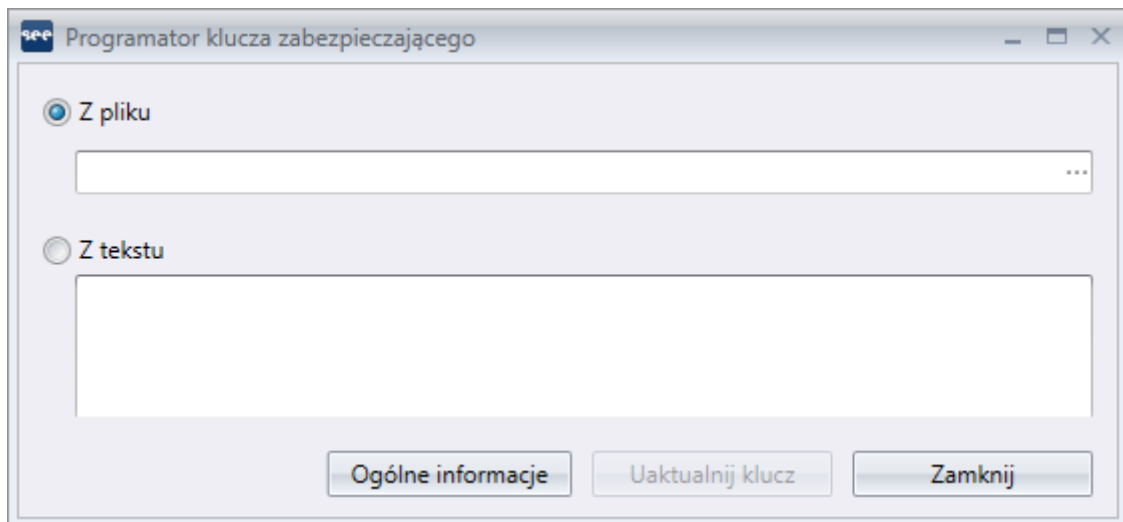 see Programator klucza zabezpieczającego
Z pliku
...
Z tekstu
Ogólne informacje Uaktualnij klucz Zamknij